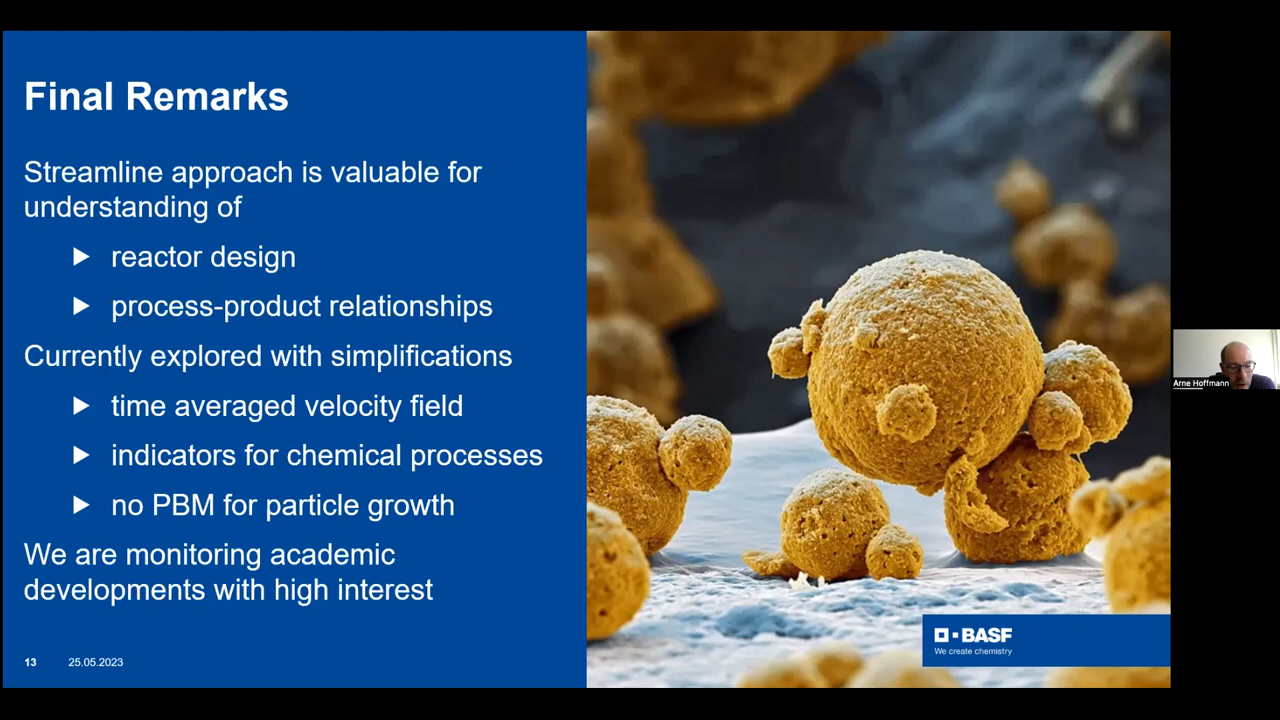 Final Remarks
Streamline approach is valuable for
understanding of
reactor design
process-product relationships
Currently explored with simplifications
time averaged velocity field
indicators for chemical processes
no PBM for particle growth
We are monitoring academic
developments with high interest
13 25.05.2023
BASF
We create chemistry
Arne Hoffmann